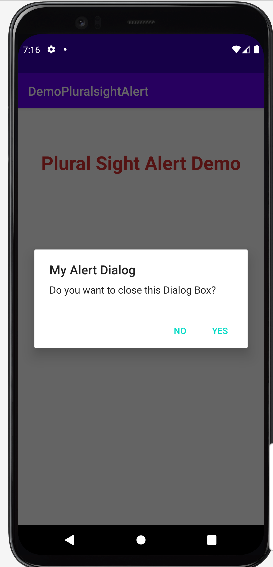 7:16
DemoPluralsightAlert
Plural Sight Alert Demo
My Alert Dialog
Do you want to close this Dialog Box?
NO YES